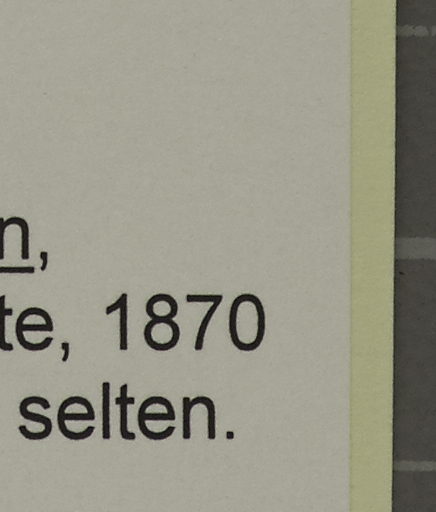 n,
te, 1870
selten.